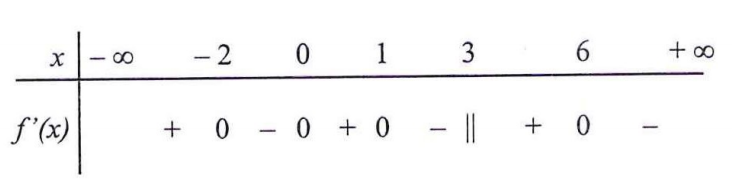 x − ∞ − 2 0 1 3 6 + ∞
f’(x) + 0 − 0 + 0 − || + 0 −